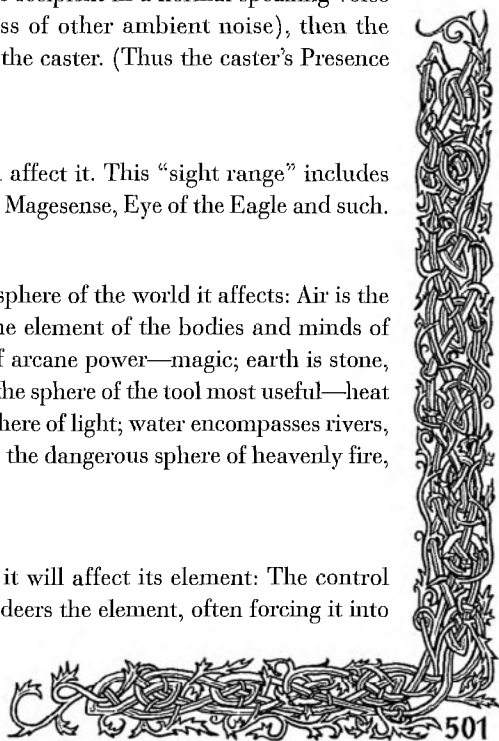 ss of other ambient noise), then the
the caster. (Thus the caster's Presence
affect it. This “sight range” includes
Magesense, Eye of the Eagle and such.
sphere of the world it affects: Air is the
element of the bodies and minds of
arcane power—magic; earth is stone,
the sphere of the tool most useful—heat
here of light; water encompasses rivers,
the dangerous sphere of heavenly fire,
it will affect its element: The control
deers the element, often forcing it into
501